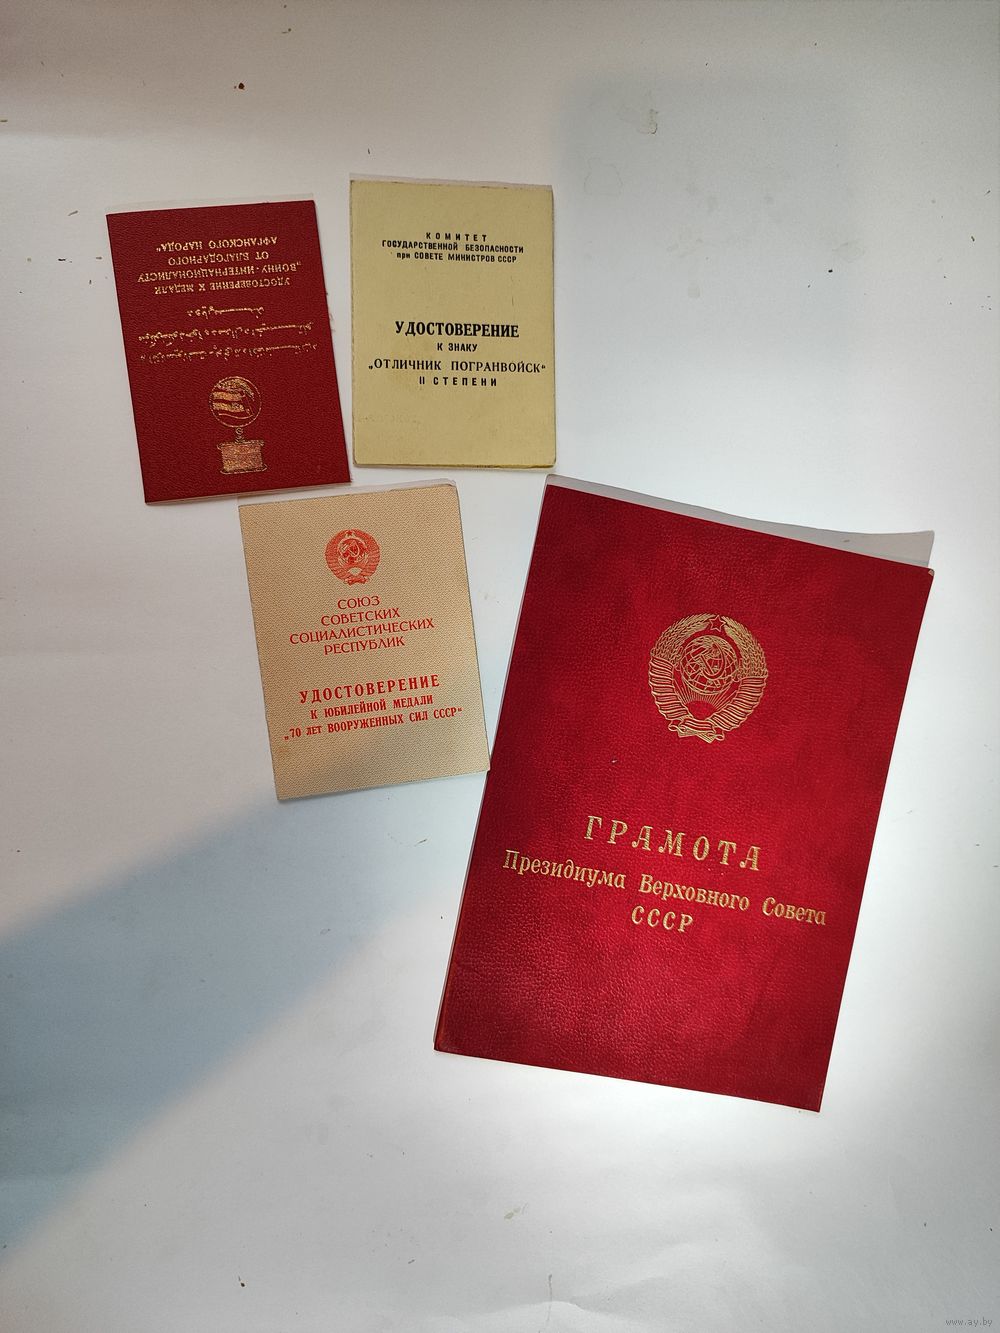 УДОСТОВЕРЕНИЕ К МЕДАЛИ
„ВОИНУ-ИНТЕРНАЦИОНАЛИСТУ
ОТ БЛАГОДАРНОГО
АФГАНСКОГО НАРОДА“
КОМИТЕТ
ГОСУДАРСТВЕННОЙ БЕЗОПАСНОСТИ
при СОВЕТЕ МИНИСТРОВ СССР
УДОСТОВЕРЕНИЕ
К ЗНАКУ
„ОТЛИЧНИК ПОГРАНВОЙСК“
II СТЕПЕНИ
СОЮЗ
СОВЕТСКИХ
СОЦИАЛИСТИЧЕСКИХ
РЕСПУБЛИК
УДОСТОВЕРЕНИЕ
К ЮБИЛЕЙНОЙ МЕДАЛИ
„70 лет ВООРУЖЕННЫХ СИЛ СССР“
ГРАМОТА
Президиума Верховного Совета
СССР
www.ay.by